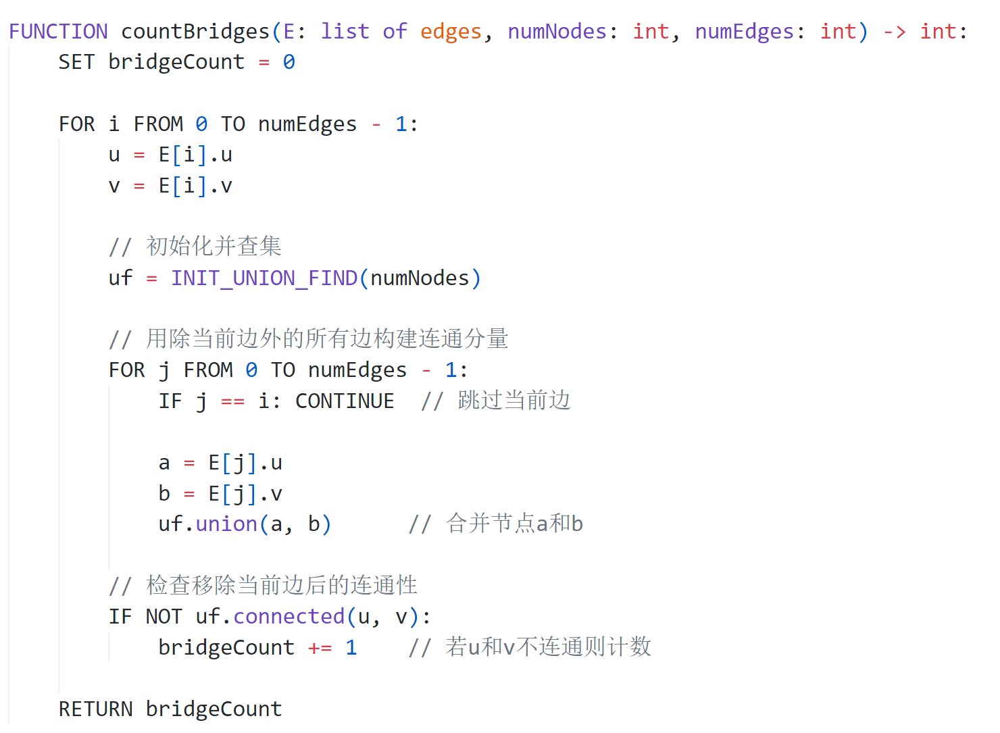 FUNCTION countBridges(E: list of edges, numNodes: int, numEdges: int) -> int:
    SET bridgeCount = 0

    FOR i FROM 0 TO numEdges - 1:
        u = E[i].u
        v = E[i].v

        // 初始化并查集
        uf = INIT_UNION_FIND(numNodes)

        // 用除当前边外的所有边构建连通分量
        FOR j FROM 0 TO numEdges - 1:
            IF j == i: CONTINUE  // 跳过当前边

            a = E[j].u
            b = E[j].v
            uf.union(a, b)      // 合并节点a和b

        // 检查移除当前边后的连通性
        IF NOT uf.connected(u, v):
            bridgeCount += 1    // 若u和v不连通则计数

    RETURN bridgeCount